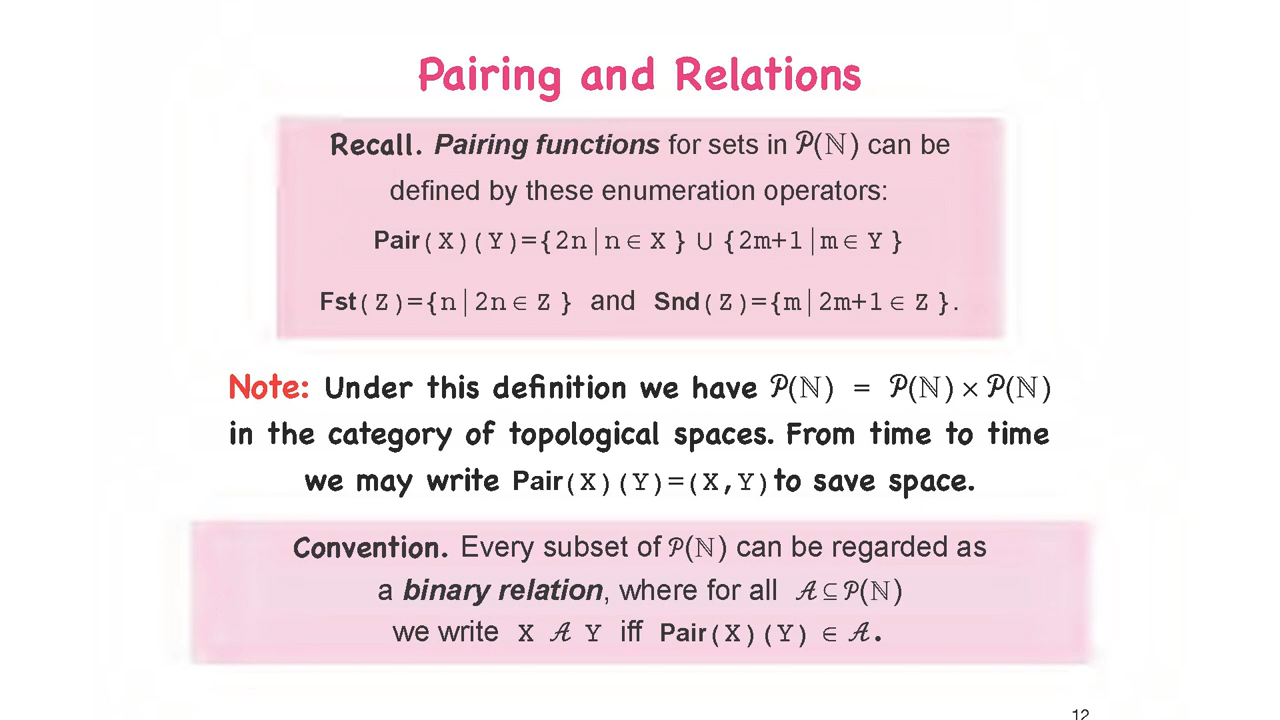 Pairing and Relations
Recall. Pairing functions for sets in 𝒫(ℕ) can be
defined by these enumeration operators:
Pair(X)(Y)={2n|n∈X}∪{2m+1|m∈Y}
Fst(Z)={n|2n∈Z} and Snd(Z)={m|2m+1∈Z}.
Note: Under this definition we have 𝒫(ℕ) = 𝒫(ℕ)×𝒫(ℕ)
in the category of topological spaces. From time to time
we may write Pair(X)(Y)=(X,Y)to save space.
Convention. Every subset of 𝒫(ℕ) can be regarded as
a binary relation, where for all 𝒜⊆𝒫(ℕ)
we write X 𝒜 Y iff Pair(X)(Y) ∈ 𝒜.
12